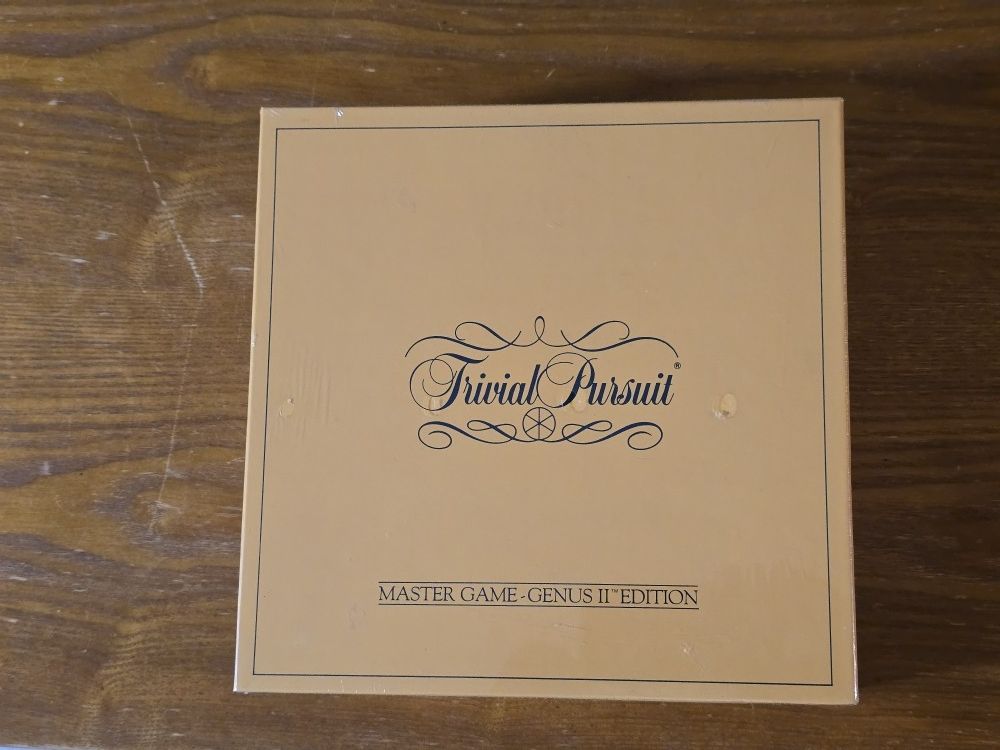 Trivial Pursuit®
MASTER GAME-GENUS II™ EDITION